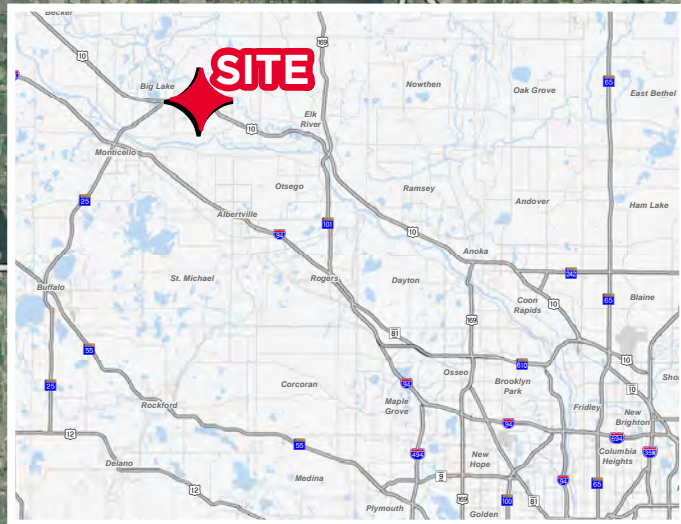 Becker
169
10
SITE
65
Big Lake
Nowthen
Oak Grove
East Bethel
Elk
River
10
Monticello
Otsego
Ramsey
Andover
Ham Lake
25
Albertville
101
94
10
Anoka
St. Michael
Rogers
Dayton
242
Buffalo
Coon
Rapids
10
65
Blaine
169
81
55
610
10
Osseo
Corcoran
Brooklyn
Park
10
25
94
Maple
Grove
Fridley
New
Brighton
Rockford
94
694
12
55
Columbia
Heights
35W
Delano
494
New
Hope
Medina
9
94
65
12
169
100
81
Plymouth
Golden